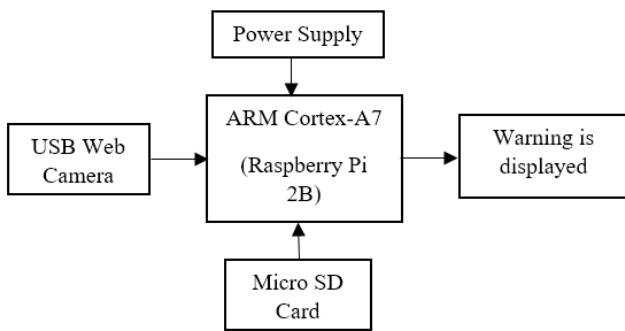 Power Supply
ARM Cortex-A7
(Raspberry Pi
2B)
USB Web
Camera
Warning is
displayed
Micro SD
Card